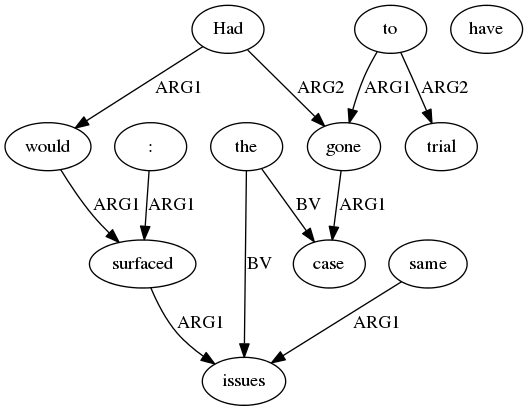 Had to have
ARG1 ARG2 ARG1 ARG2
would : the gone trial
ARG1 ARG1 BV ARG1
surfaced BV case same
ARG1 ARG1
issues